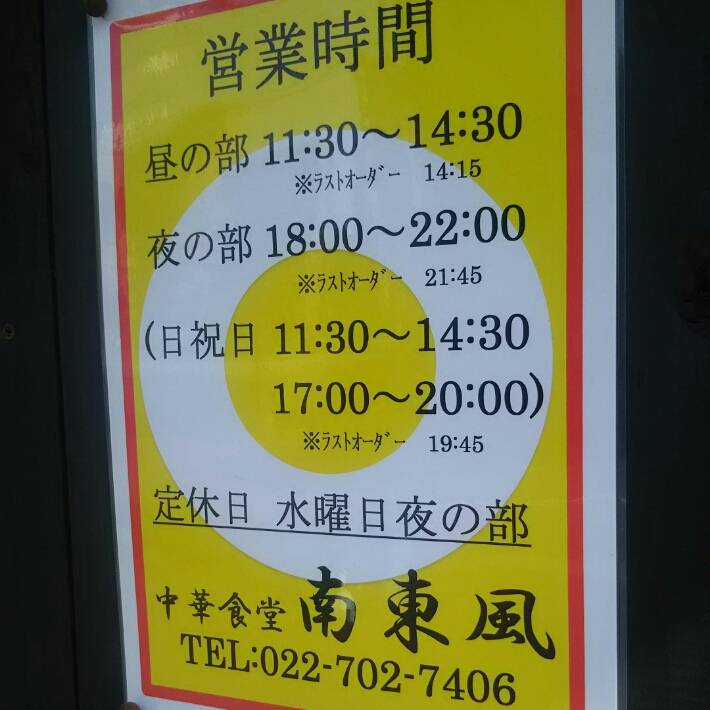 営業時間
昼の部 11:30～14:30
※ﾗｽﾄｵｰﾀﾞｰ 14:15
夜の部 18:00～22:00
※ﾗｽﾄｵｰﾀﾞｰ 21:45
(日祝日 11:30～14:30
17:00～20:00)
※ﾗｽﾄｵｰﾀﾞｰ 19:45
定休日 水曜日夜の部
中華食堂 南東風
TEL:022-702-7406